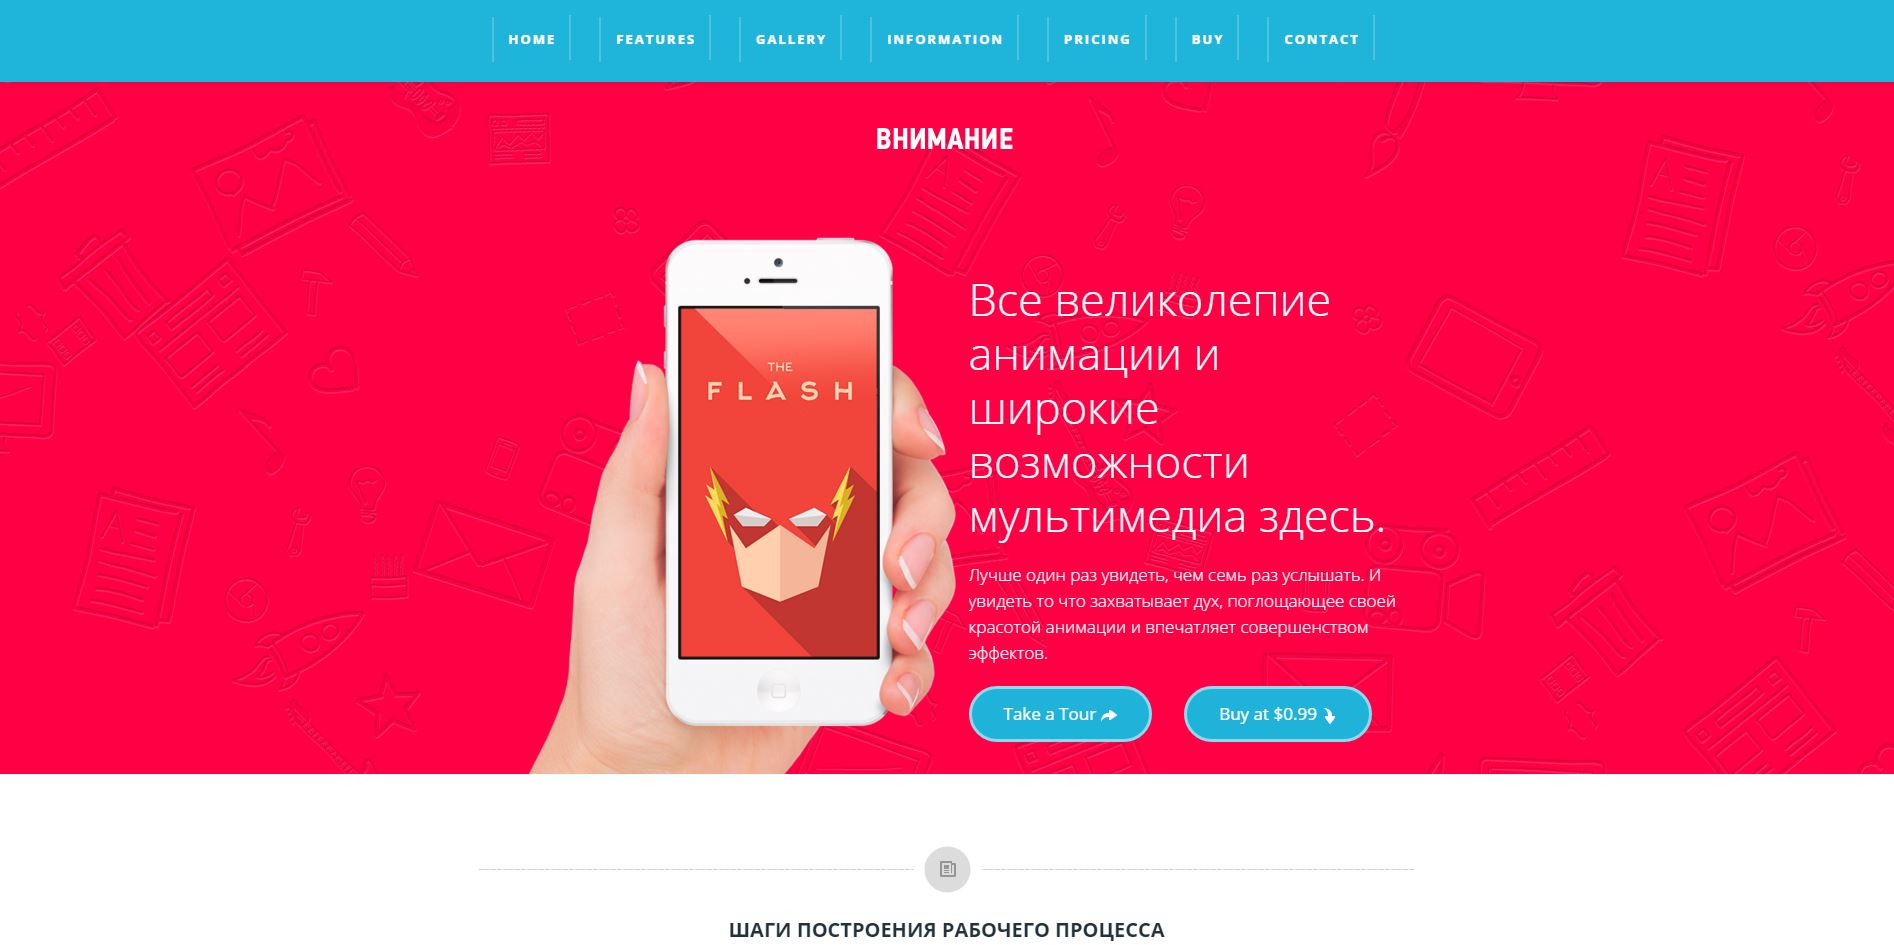 HOME FEATURES GALLERY INFORMATION PRICING BUY CONTACT
ВНИМАНИЕ
THE
FLASH
Все великолепие
анимации и
широкие
возможности
мультимедиа здесь.
Лучше один раз увидеть, чем семь раз услышать. И
увидеть то что захватывает дух, поглощающее своей
красотой анимации и впечатляет совершенством
эффектов.
Take a Tour
Buy at $0.99
ШАГИ ПОСТРОЕНИЯ РАБОЧЕГО ПРОЦЕССА